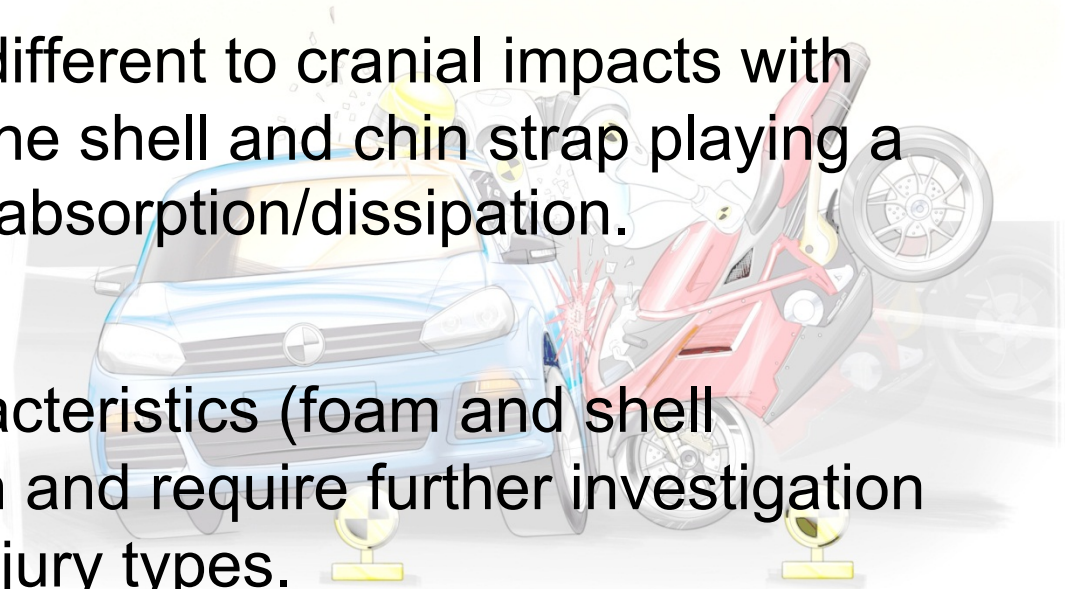 different to cranial impacts with
he shell and chin strap playing a
absorption/dissipation.
acteristics (foam and shell
and require further investigation
jury types.